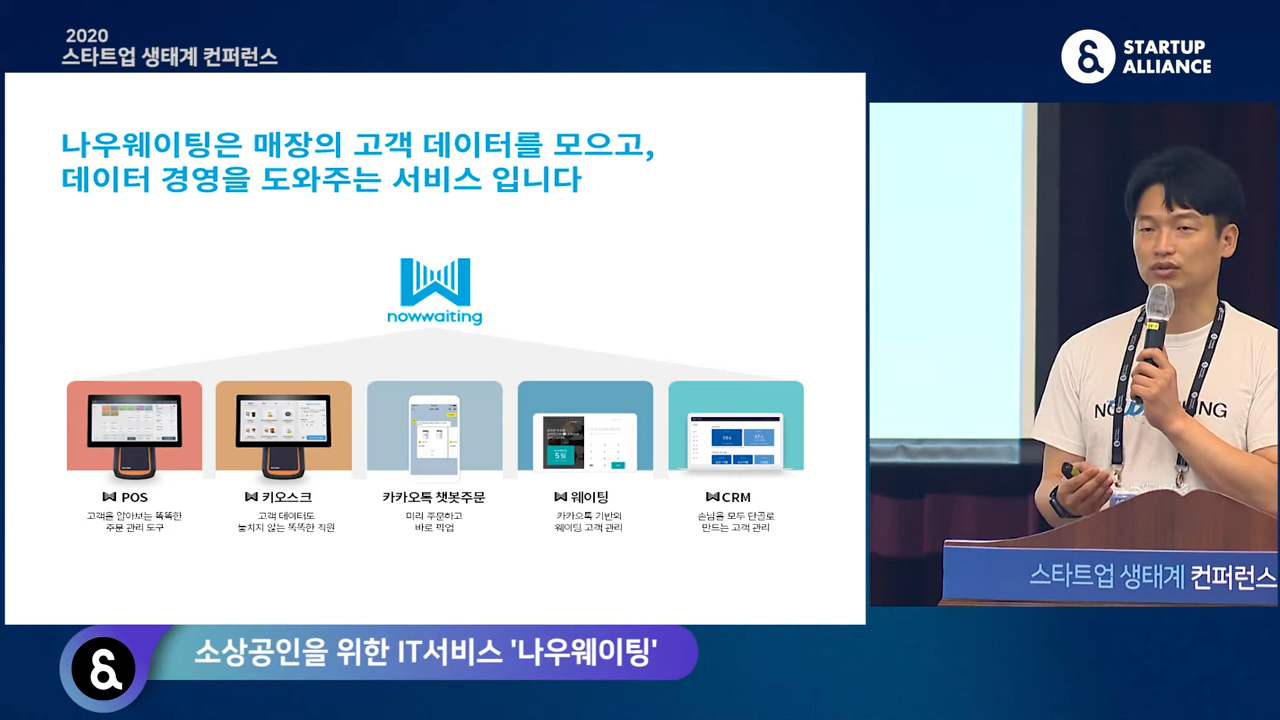 2020
스타트업 생태계 컨퍼런스
STARTUP
ALLIANCE
나우웨이팅은 매장의 고객 데이터를 모으고,
데이터 경영을 도와주는 서비스 입니다
nowwaiting
POS
고객을 알아보는 똑똑한
주문 관리 도구
키오스크
고객 데이터도
놓치지 않는 똑똑한 직원
카카오톡 챗봇주문
미리 주문하고
바로 픽업
웨이팅
카카오톡 기반의
웨이팅 고객 관리
CRM
손님을 모두 단골로
만드는 고객 관리
스타트업 생태계 컨퍼런스
소상공인을 위한 IT서비스 '나우웨이팅'